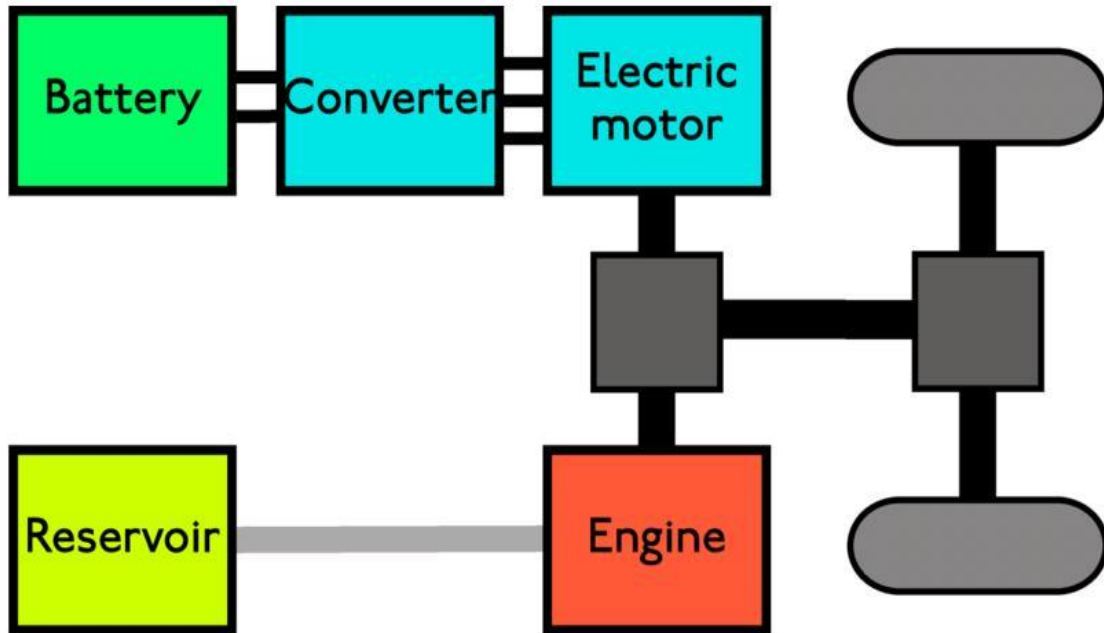 Battery
Converter
Electric
motor
Reservoir
Engine